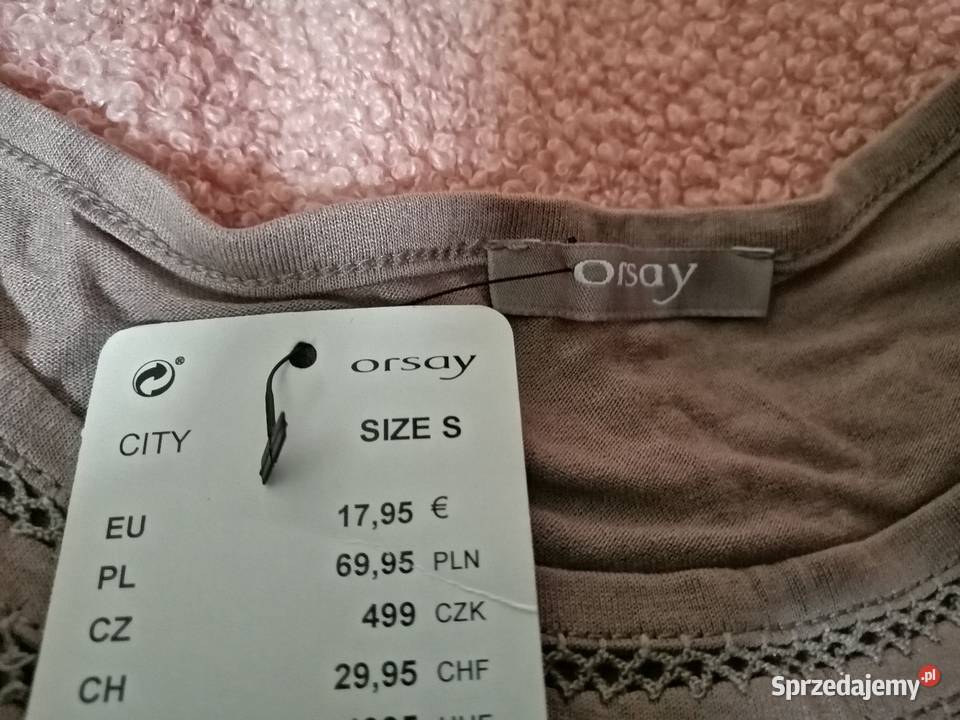 Orsay
®
orsay
CITY SIZE S
EU 17,95 €
PL 69,95 PLN
CZ 499 CZK
CH 29,95 CHF
Sprzedajemy.pl